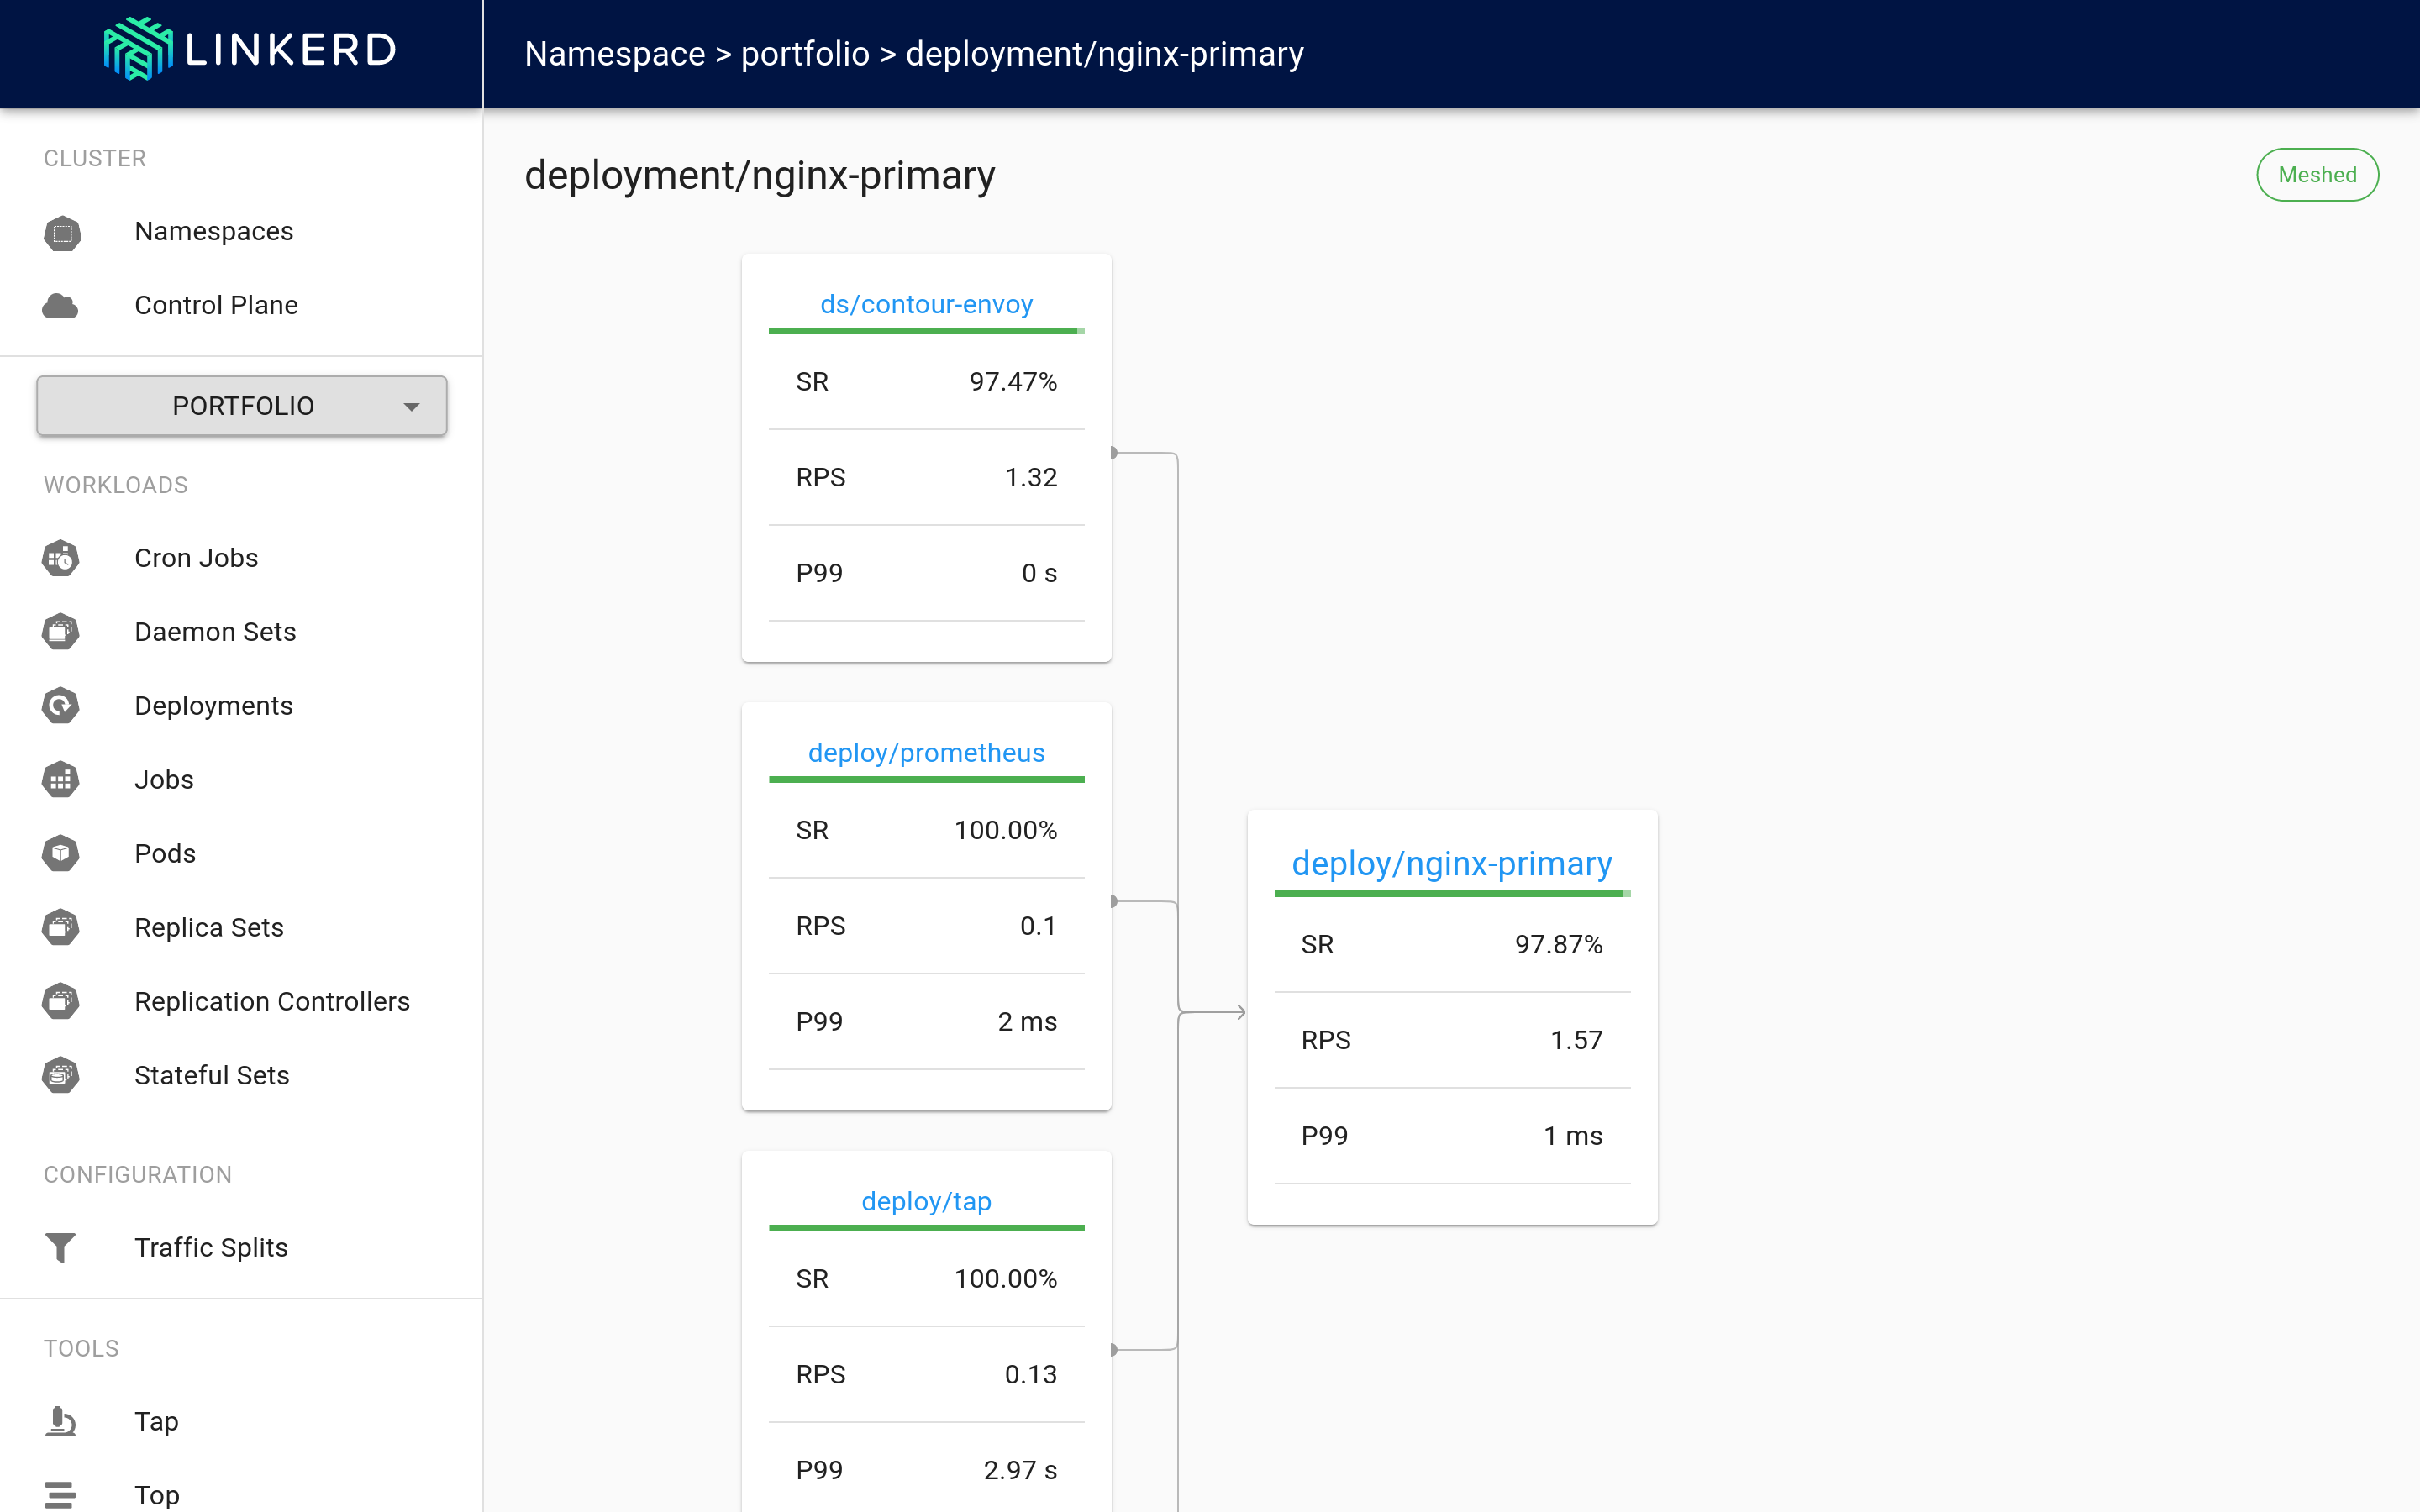 LINKERD
Namespace > portfolio > deployment/nginx-primary
CLUSTER
Namespaces
Control Plane
PORTFOLIO
WORKLOADS
Cron Jobs
Daemon Sets
Deployments
Jobs
Pods
Replica Sets
Replication Controllers
Stateful Sets
CONFIGURATION
Traffic Splits
TOOLS
Tap
Top
deployment/nginx-primary
Meshed
ds/contour-envoy
SR 97.47%
RPS 1.32
P99 0 s
deploy/prometheus
SR 100.00%
RPS 0.1
P99 2 ms
deploy/tap
SR 100.00%
RPS 0.13
P99 2.97 s
deploy/nginx-primary
SR 97.87%
RPS 1.57
P99 1 ms